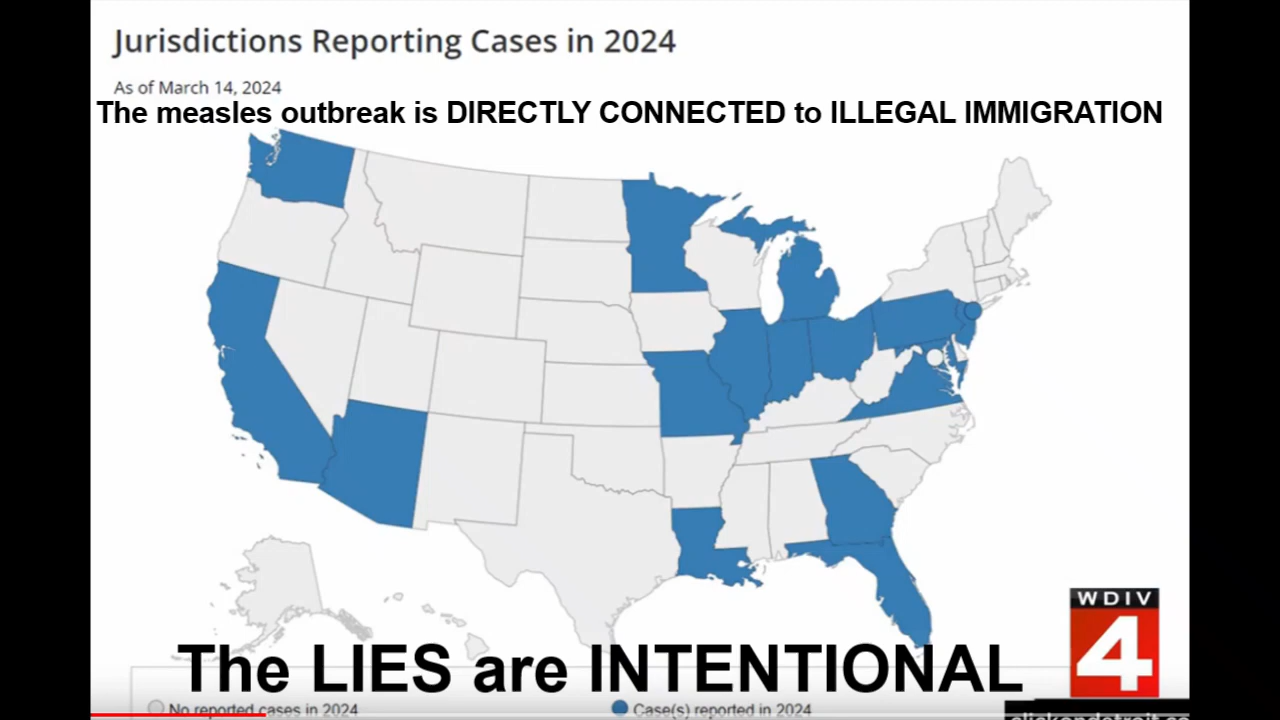 Jurisdictions Reporting Cases in 2024
As of March 14, 2024
The measles outbreak is DIRECTLY CONNECTED to ILLEGAL IMMIGRATION
WDIV
4
The LIES are INTENTIONAL
No reported cases in 2024
Case(s) reported in 2024